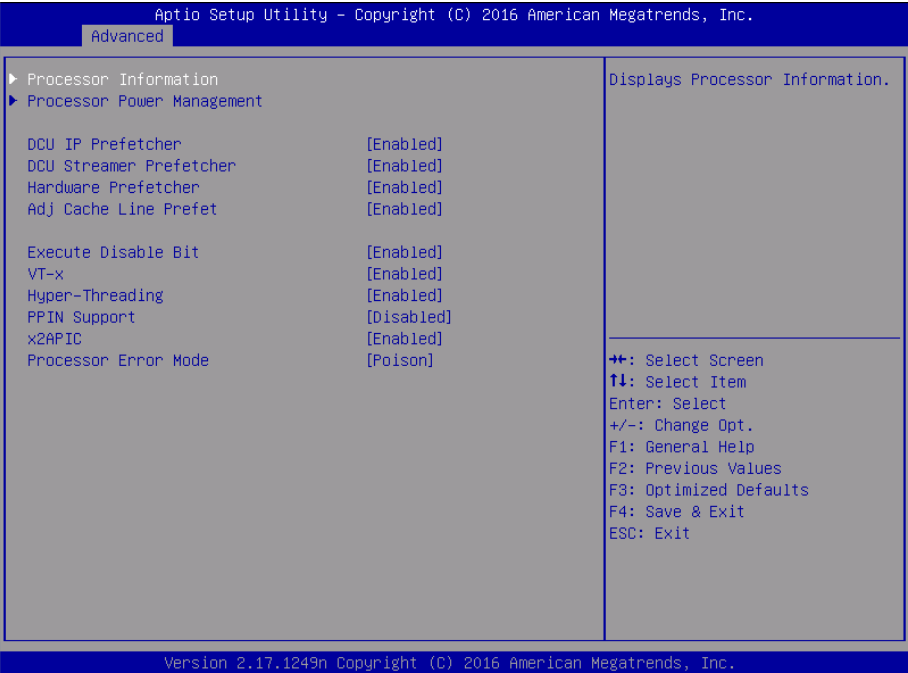 Aptio Setup Utility – Copyright (C) 2016 American Megatrends, Inc.
Advanced
Processor Information
Processor Power Management
DCU IP Prefetcher [Enabled]
DCU Streamer Prefetcher [Enabled]
Hardware Prefetcher [Enabled]
Adj Cache Line Prefet [Enabled]
Execute Disable Bit [Enabled]
VT-x [Enabled]
Hyper-Threading [Enabled]
PPIN Support [Disabled]
x2APIC [Enabled]
Processor Error Mode [Poison]
Displays Processor Information.
→←: Select Screen
↑↓: Select Item
Enter: Select
+/-: Change Opt.
F1: General Help
F2: Previous Values
F3: Optimized Defaults
F4: Save & Exit
ESC: Exit
Version 2.17.1249n Copyright (C) 2016 American Megatrends, Inc.